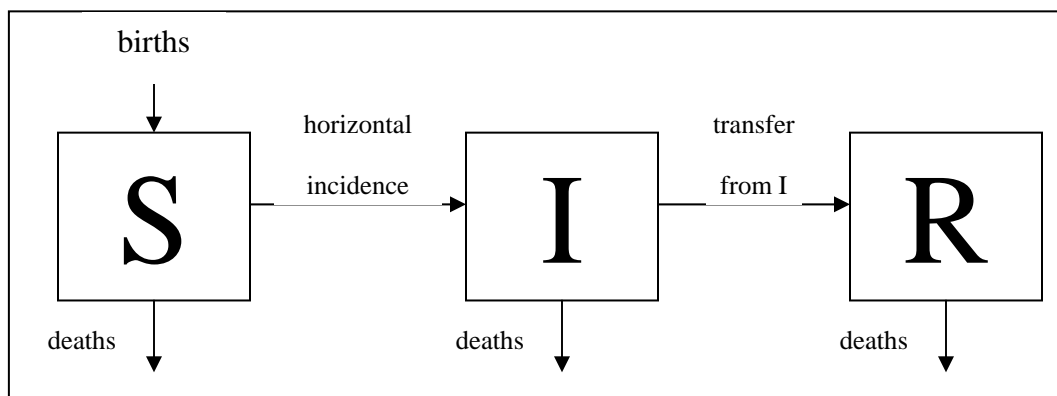 births
horizontal
incidence
transfer
from I
S
I
R
deaths
deaths
deaths